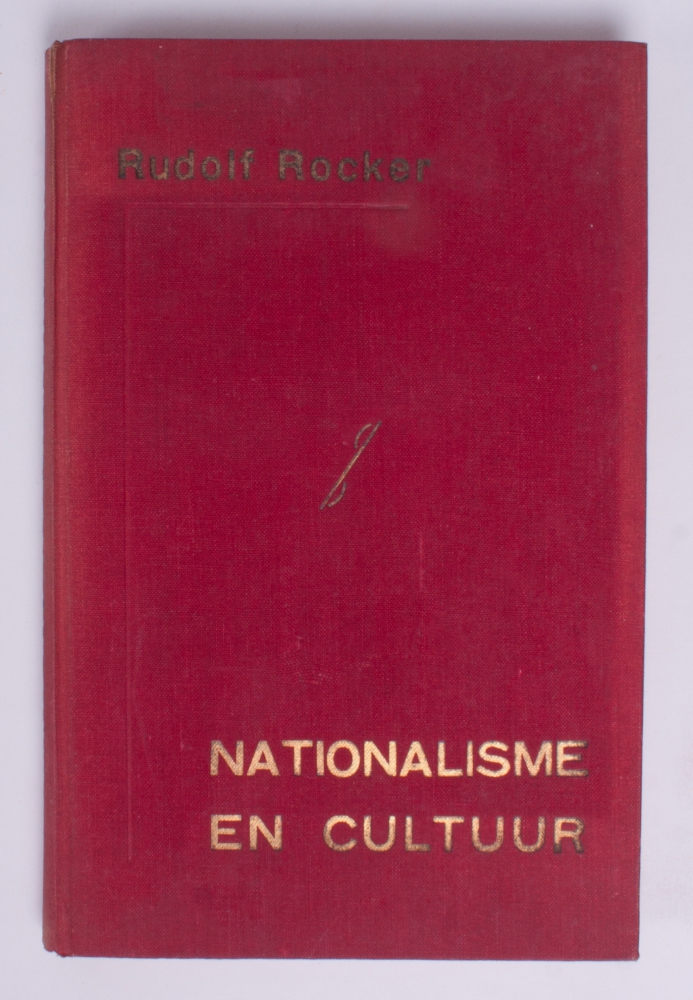 Rudolf Rocker
NATIONALISME
EN CULTUUR